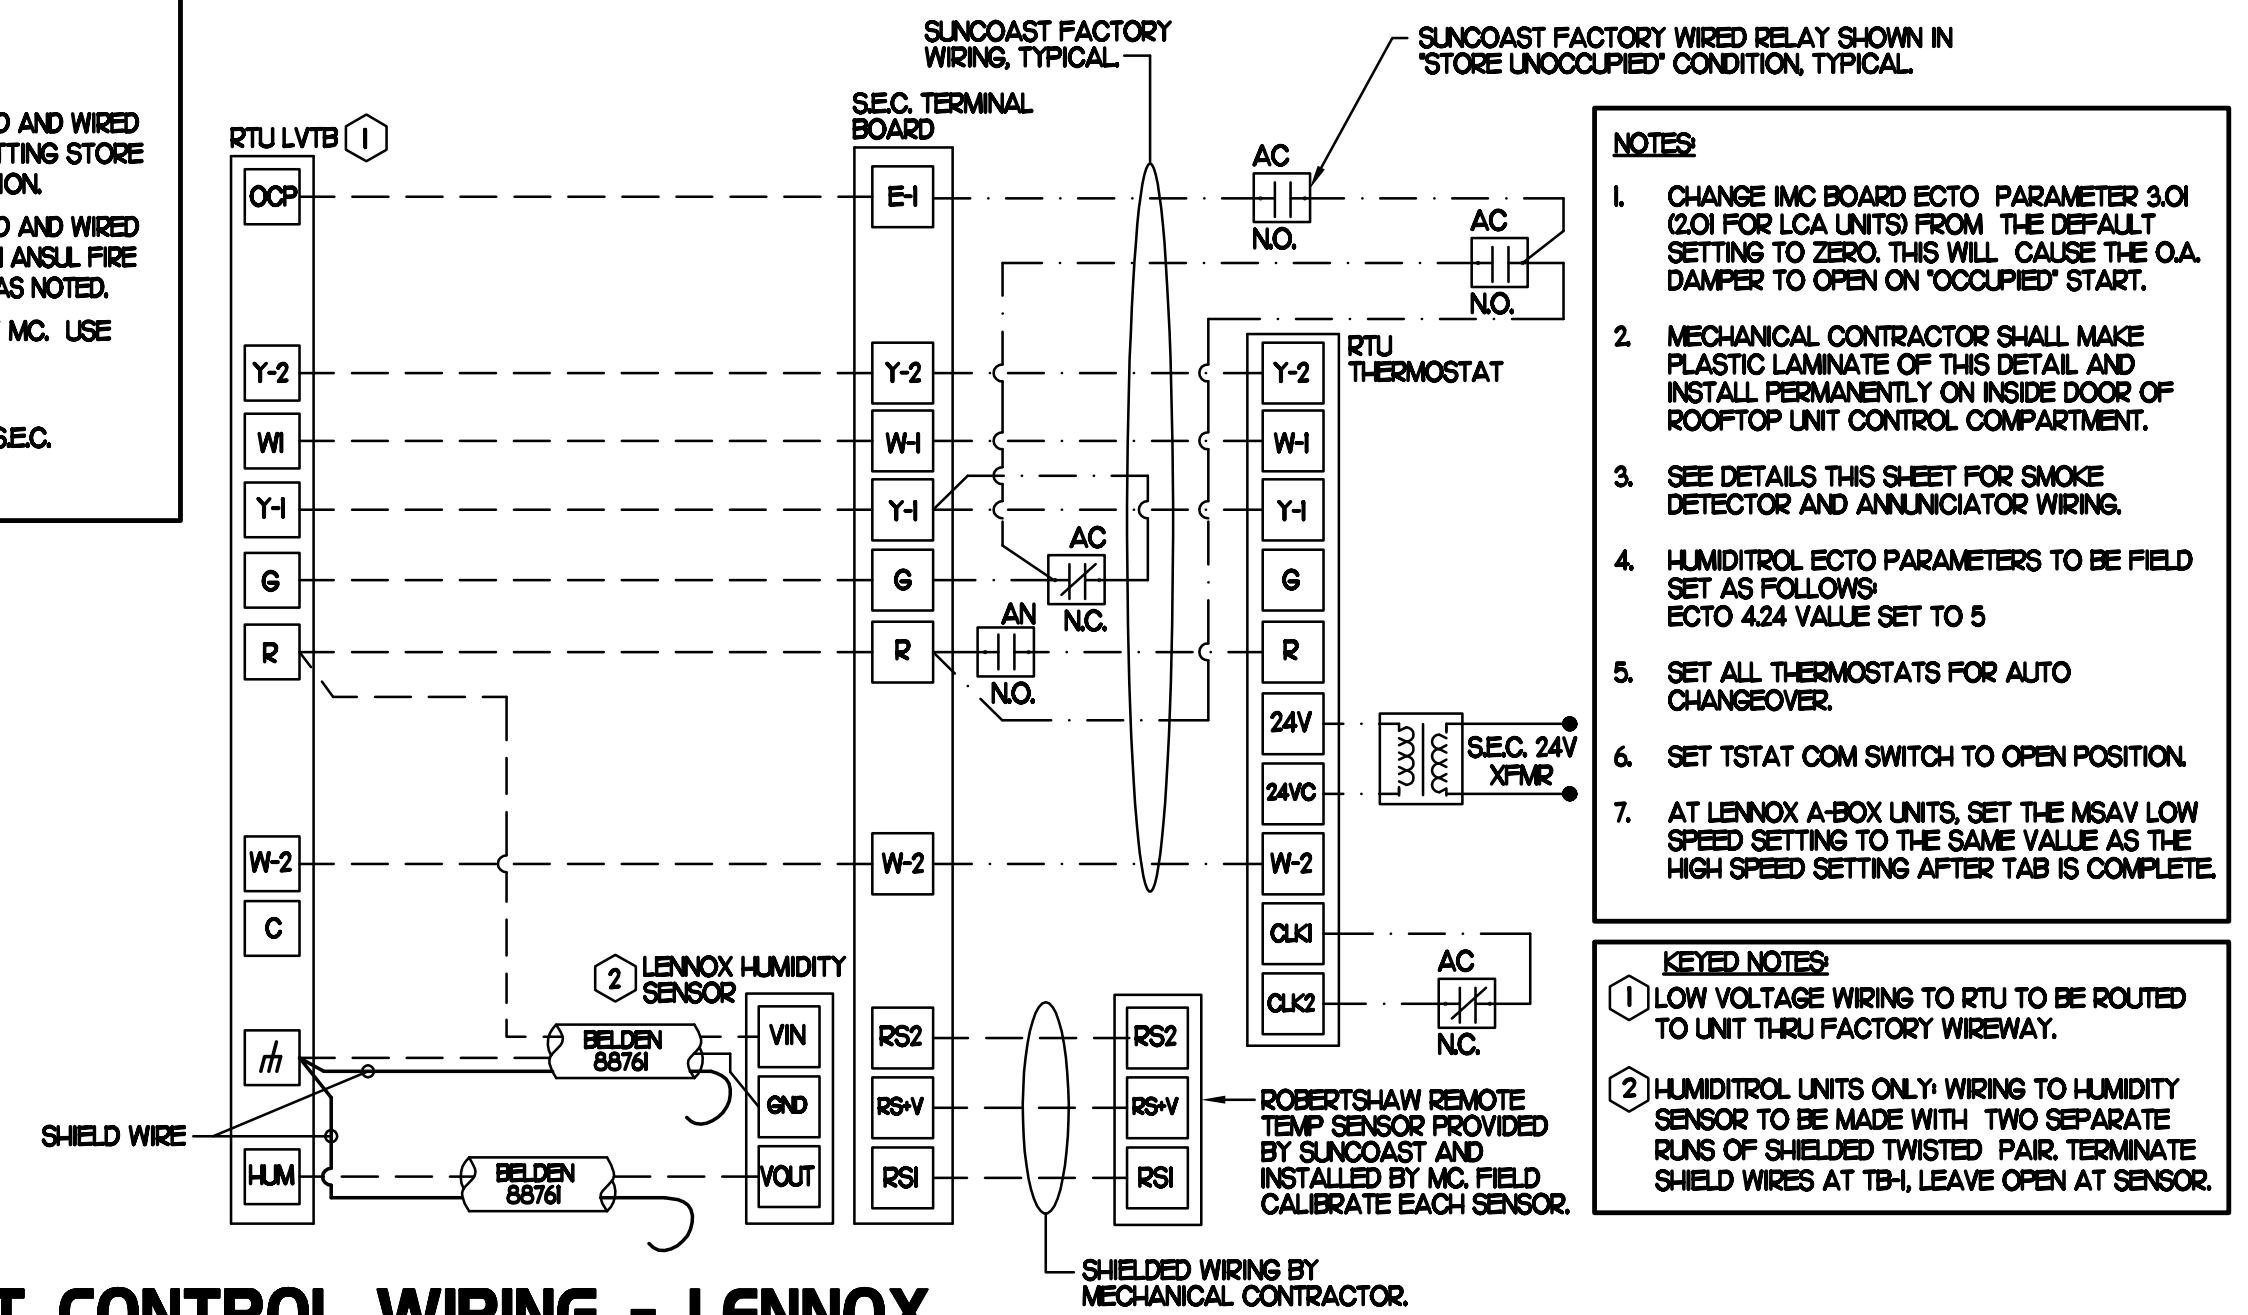 D AND WIRED
TTING STORE
ION.
D AND WIRED
ANSUL FIRE
AS NOTED.
MC. USE
S.E.C.
SUNCOAST FACTORY
WIRING, TYPICAL.
SUNCOAST FACTORY WIRED RELAY SHOWN IN
"STORE UNOCCUPIED" CONDITION, TYPICAL.
RTU LVTB 1
OCP
Y-2
W1
Y-1
G
R
W-2
C
HUM
S.E.C. TERMINAL
BOARD
E-1
Y-2
W-1
Y-1
G
R
W-2
RS2
RS+V
RS1
AC
N.O.
AC
N.O.
AC
N.C.
AN
N.O.
RTU
THERMOSTAT
Y-2
W-1
Y-1
G
R
24V
24VC
W-2
CLK1
CLK2
S.E.C. 24V
XFMR
AC
N.C.
2 LENNOX HUMIDITY
SENSOR
VIN
GND
VOUT
BELDEN
88761
BELDEN
88761
SHIELD WIRE
RS2
RS+V
RS1
ROBERTSHAW REMOTE
TEMP SENSOR PROVIDED
BY SUNCOAST AND
INSTALLED BY MC. FIELD
CALIBRATE EACH SENSOR.
SHIELDED WIRING BY
MECHANICAL CONTRACTOR.
NOTES:
1. CHANGE IMC BOARD ECTO PARAMETER 3.01
(2.01 FOR LCA UNITS) FROM THE DEFAULT
SETTING TO ZERO. THIS WILL CAUSE THE O.A.
DAMPER TO OPEN ON "OCCUPIED" START.
2. MECHANICAL CONTRACTOR SHALL MAKE
PLASTIC LAMINATE OF THIS DETAIL AND
INSTALL PERMANENTLY ON INSIDE DOOR OF
ROOFTOP UNIT CONTROL COMPARTMENT.
3. SEE DETAILS THIS SHEET FOR SMOKE
DETECTOR AND ANNUNICIATOR WIRING.
4. HUMIDITROL ECTO PARAMETERS TO BE FIELD
SET AS FOLLOWS:
ECTO 4.24 VALUE SET TO 5
5. SET ALL THERMOSTATS FOR AUTO
CHANGEOVER.
6. SET TSTAT COM SWITCH TO OPEN POSITION.
7. AT LENNOX A-BOX UNITS, SET THE MSAV LOW
SPEED SETTING TO THE SAME VALUE AS THE
HIGH SPEED SETTING AFTER TAB IS COMPLETE.
KEYED NOTES:
1 LOW VOLTAGE WIRING TO RTU TO BE ROUTED
TO UNIT THRU FACTORY WIREWAY.
2 HUMIDITROL UNITS ONLY: WIRING TO HUMIDITY
SENSOR TO BE MADE WITH TWO SEPARATE
RUNS OF SHIELDED TWISTED PAIR. TERMINATE
SHIELD WIRES AT TB-1, LEAVE OPEN AT SENSOR.
T CONTROL WIRING - LENNOX